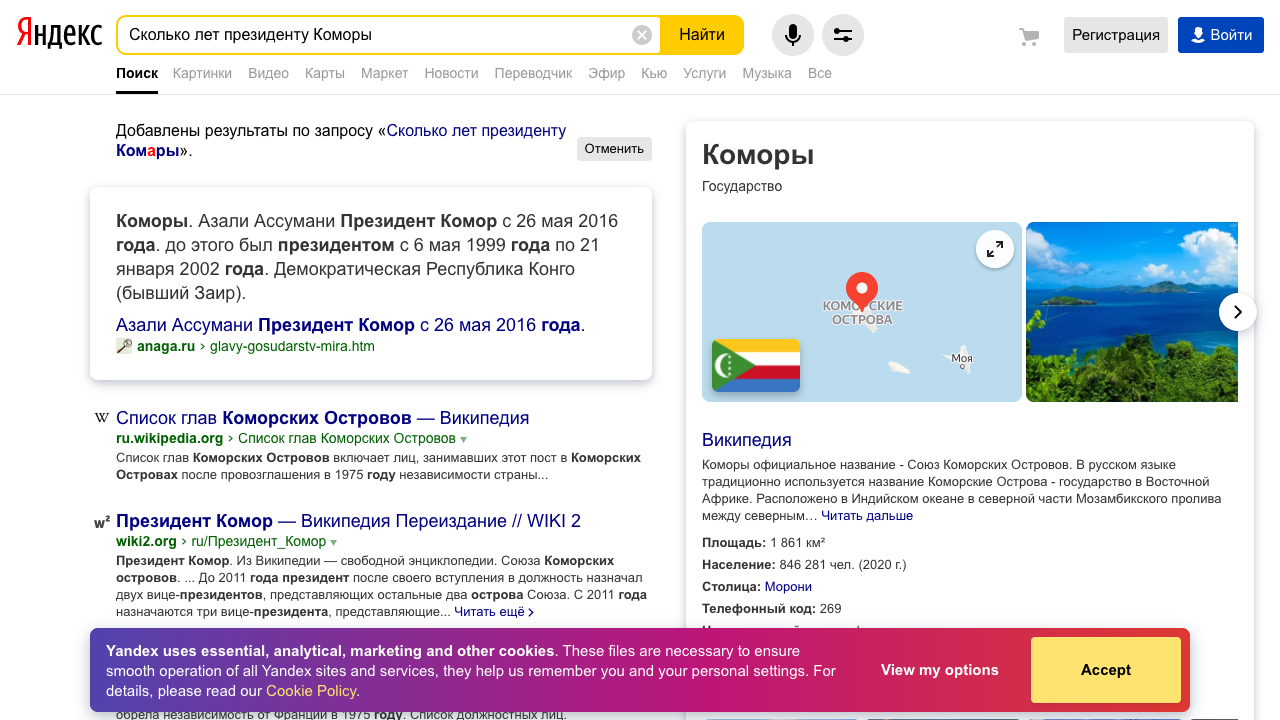 Яндекс
Сколько лет президенту Коморы
Найти
Регистрация
Войти
Поиск Картинки Видео Карты Маркет Новости Переводчик Эфир Кью Услуги Музыка Все
Добавлены результаты по запросу «Сколько лет президенту
Комары».
Отменить
Коморы. Азали Ассумани Президент Комор с 26 мая 2016
года. до этого был президентом с 6 мая 1999 года по 21
января 2002 года. Демократическая Республика Конго
(бывший Заир).
Азали Ассумани Президент Комор с 26 мая 2016 года.
anaga.ru › glavy-gosudarstv-mira.htm
Список глав Коморских Островов — Википедия
ru.wikipedia.org › Список глав Коморских Островов
Список глав Коморских Островов включает лиц, занимавших этот пост в Коморских
Островах после провозглашения в 1975 году независимости страны...
Президент Комор — Википедия Переиздание // WIKI 2
wiki2.org › ru/Президент_Комор
Президент Комор. Из Википедии — свободной энциклопедии. Союза Коморских
островов. ... До 2011 года президент после своего вступления в должность назначал
двух вице-президентов, представляющих остальные два острова Союза. С 2011 года
назначаются три вице-президента, представляющие... Читать ещё
обрела независимость от Франции в 1975 году. Список должностных лиц.
Коморы
Государство
КОМОРСКИЕ
ОСТРОВА
Моя
Википедия
Коморы официальное название - Союз Коморских Островов. В русском языке
традиционно используется название Коморские Острова - государство в Восточной
Африке. Расположено в Индийском океане в северной части Мозамбикского пролива
между северным… Читать дальше
Площадь: 1 861 км²
Население: 846 281 чел. (2020 г.)
Столица: Морони
Телефонный код: 269
Yandex uses essential, analytical, marketing and other cookies. These files are necessary to ensure
smooth operation of all Yandex sites and services, they help us remember you and your personal settings. For
details, please read our Cookie Policy.
View my options
Accept